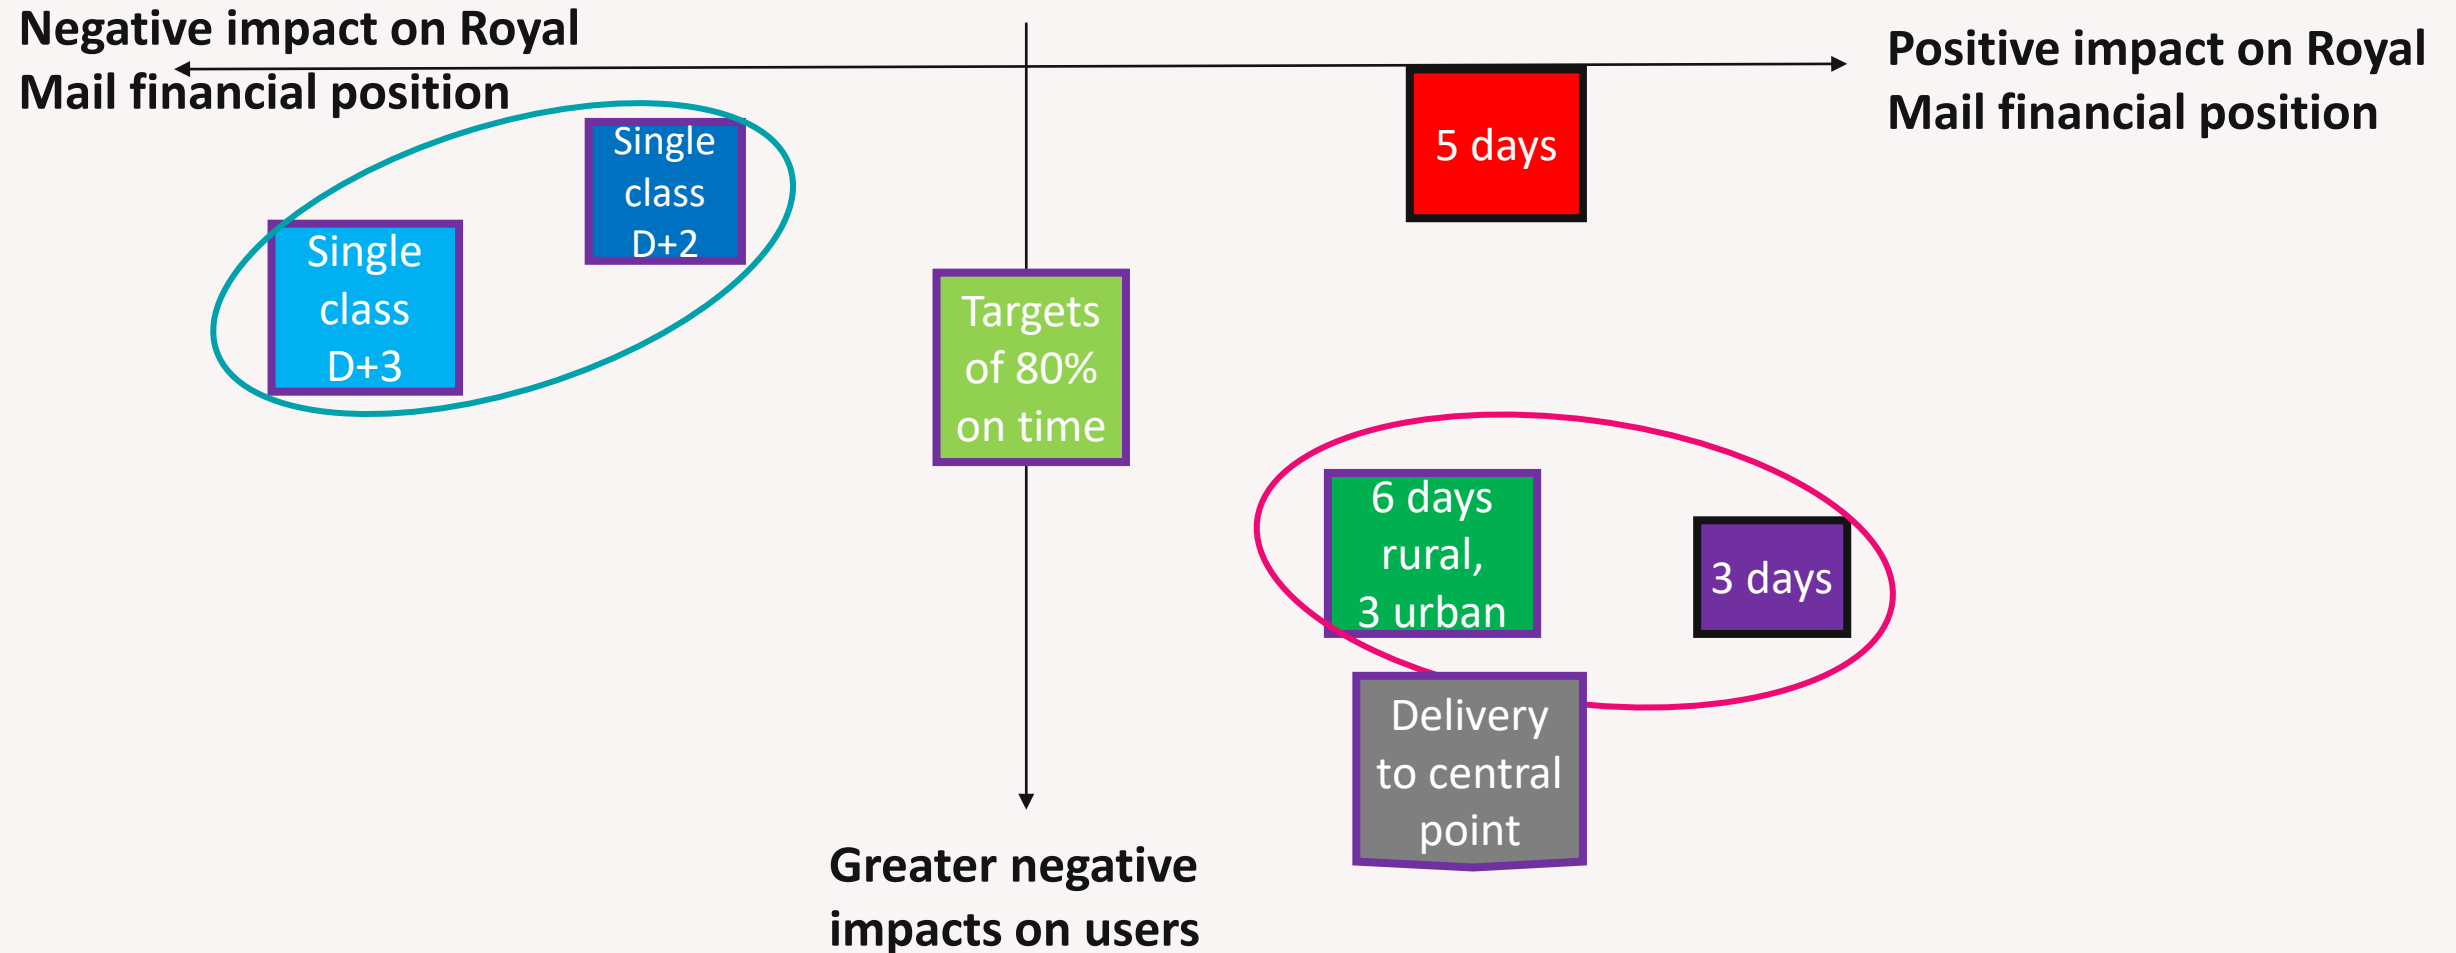 Negative impact on Royal
Mail financial position
Positive impact on Royal
Mail financial position
Single
class
D+2
5 days
Single
class
D+3
Targets
of 80%
on time
6 days
rural,
3 urban
3 days
Delivery
to central
point
Greater negative
impacts on users